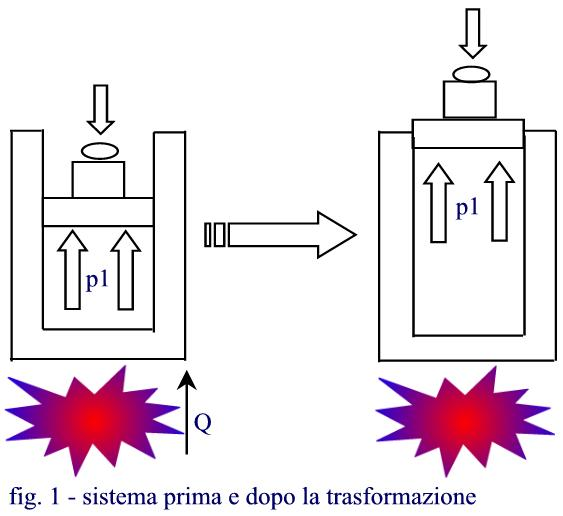 p1
p1
Q
fig. 1 - sistema prima e dopo la trasformazione